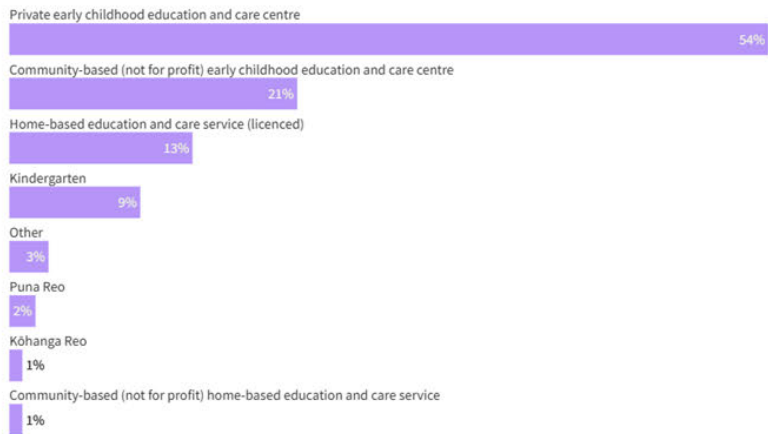 Private early childhood education and care centre
54%
Community-based (not for profit) early childhood education and care centre
21%
Home-based education and care service (licenced)
13%
Kindergarten
9%
Other
3%
Puna Reo
2%
Kōhanga Reo
1%
Community-based (not for profit) home-based education and care service
1%